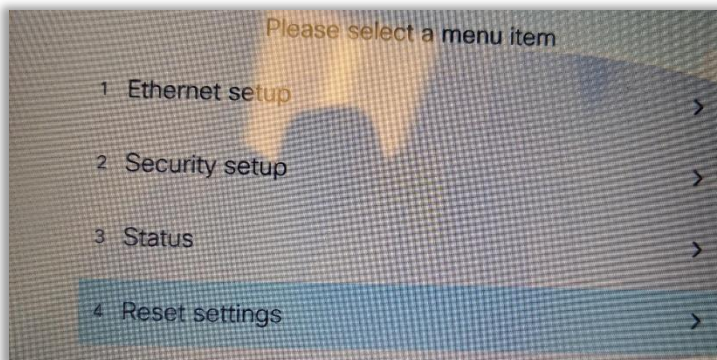 Please select a menu item
1 Ethernet setup
2 Security setup
3 Status
4 Reset settings